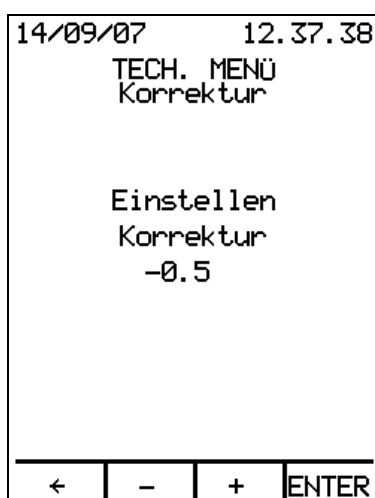 14/09/07 12.37.38
TECH. MENÜ
Korrektur
Einstellen
Korrektur
-0.5
← - + ENTER